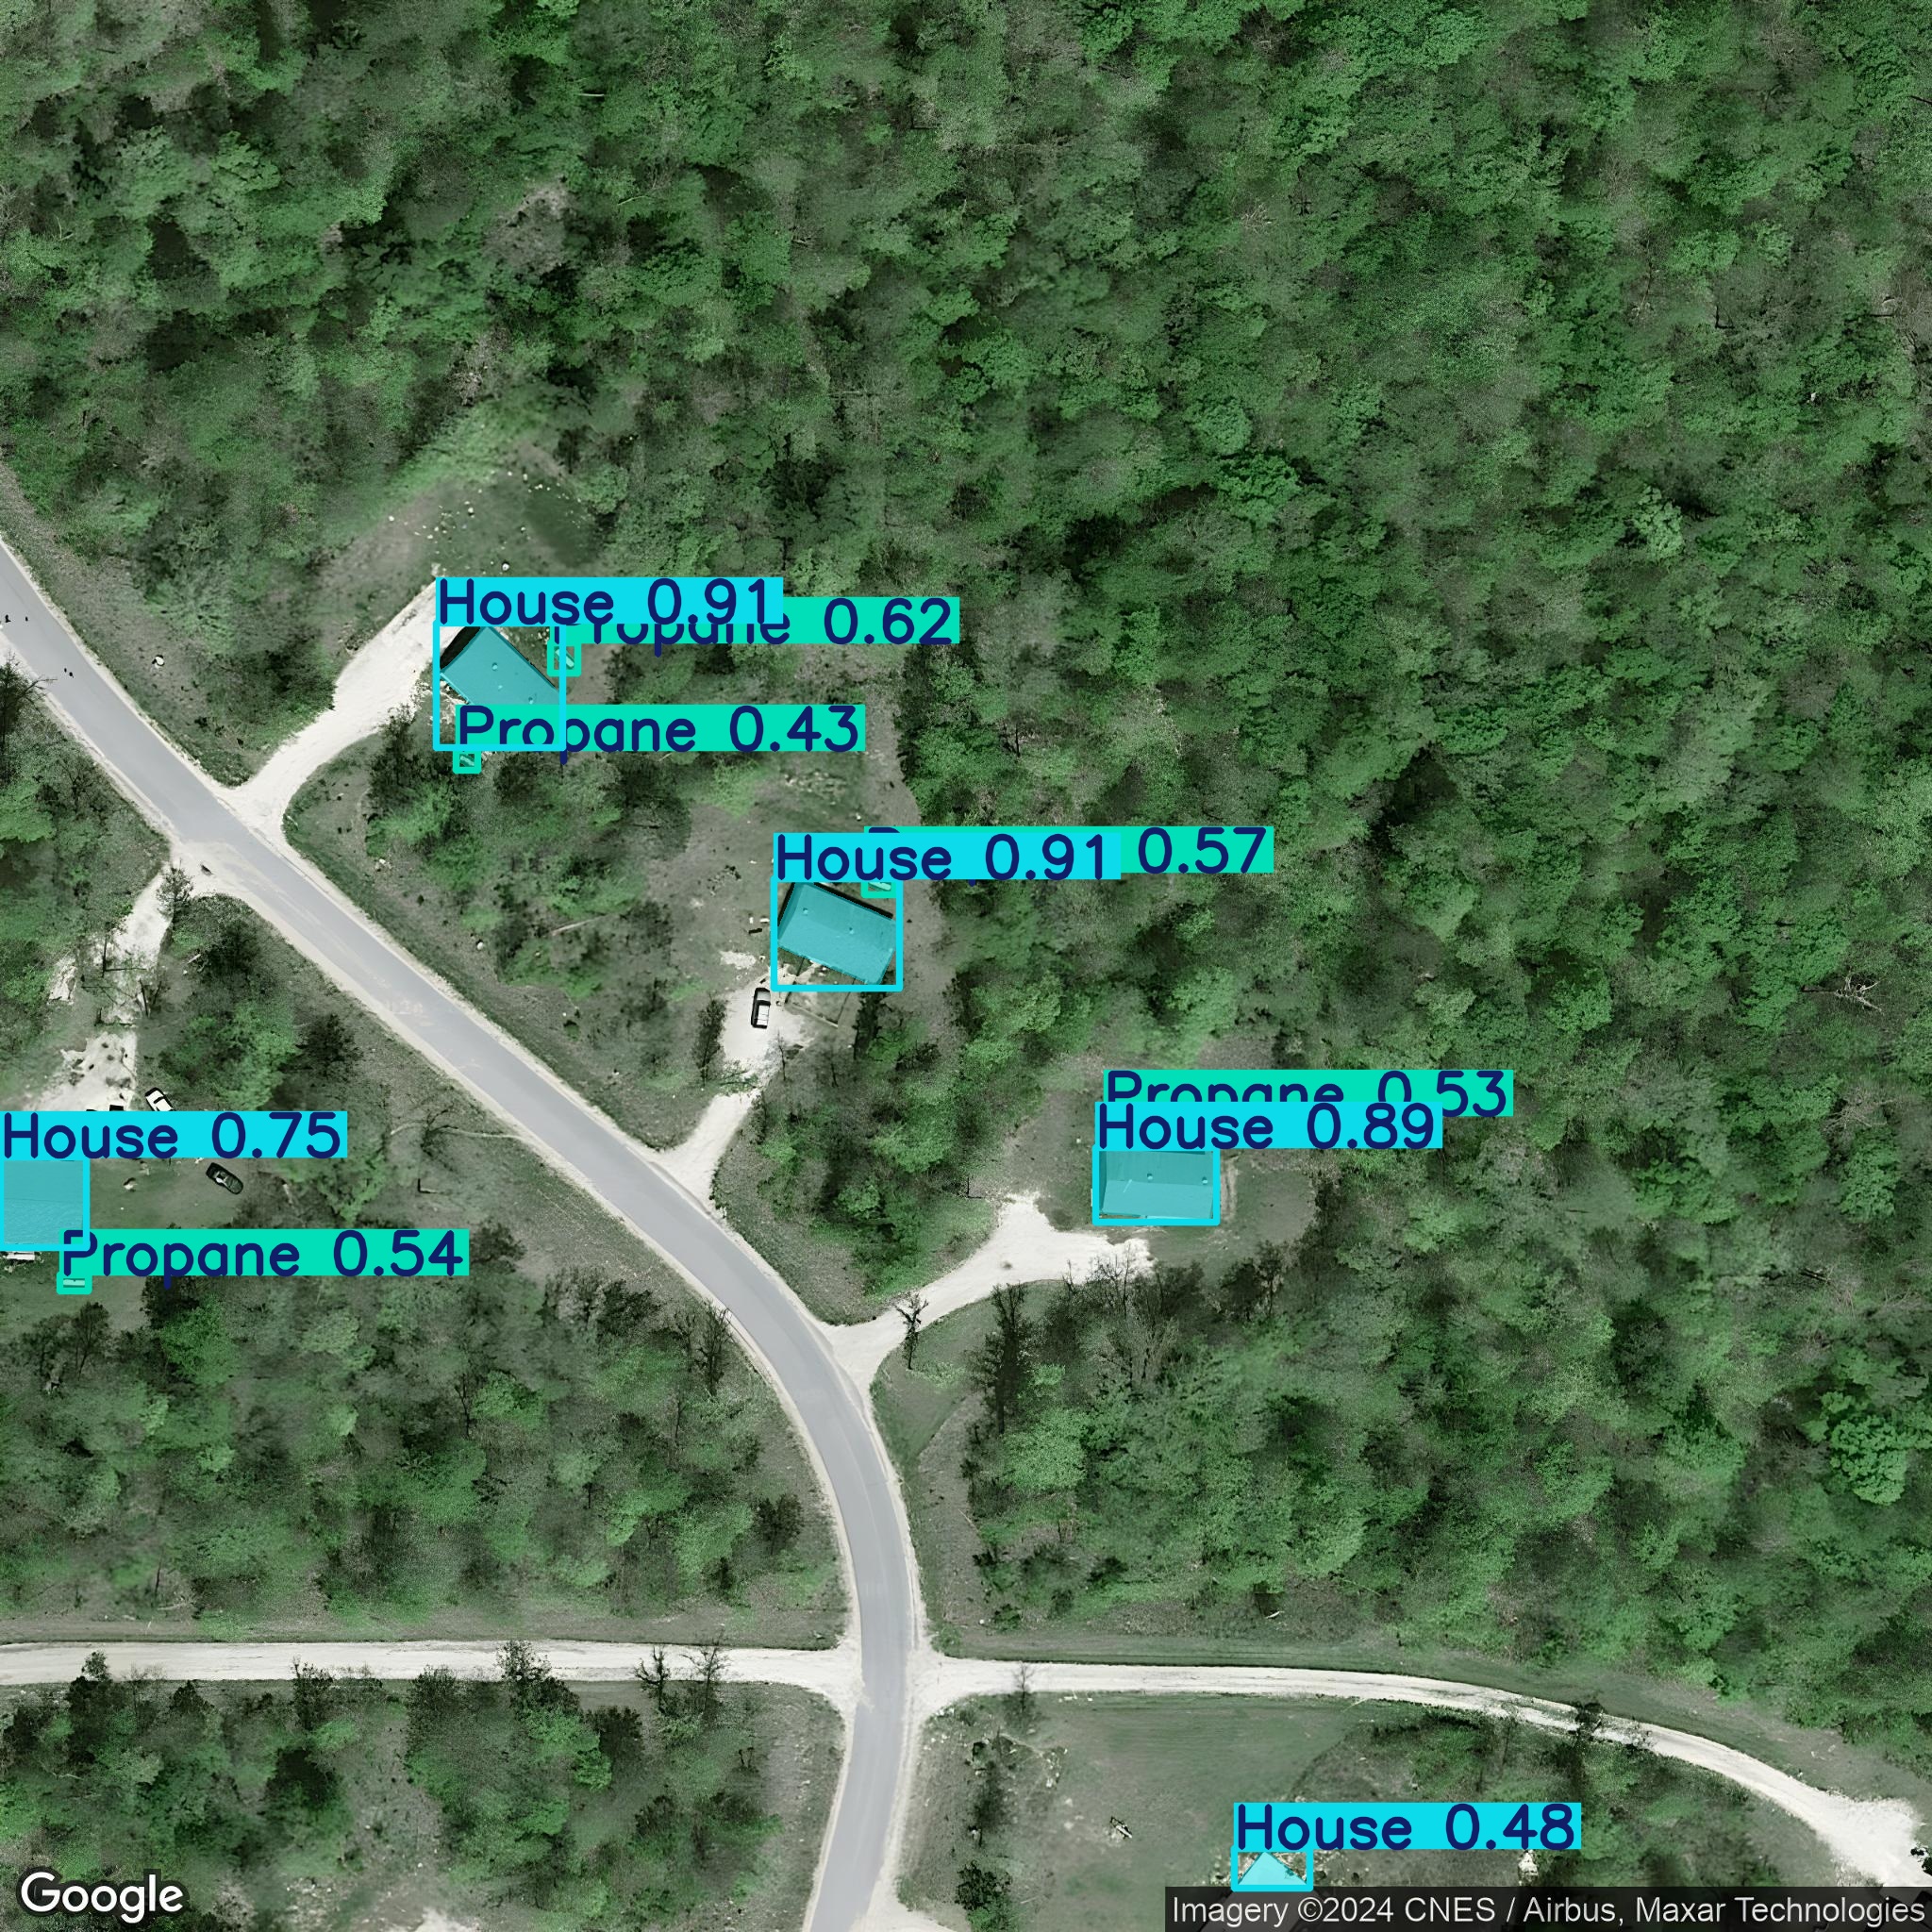 House 0.91
Propane 0.62
Propane 0.43
House 0.91
0.57
Propane 0.53
House 0.89
House 0.75
Propane 0.54
House 0.48
Google
Imagery ©2024 CNES / Airbus, Maxar Technologies